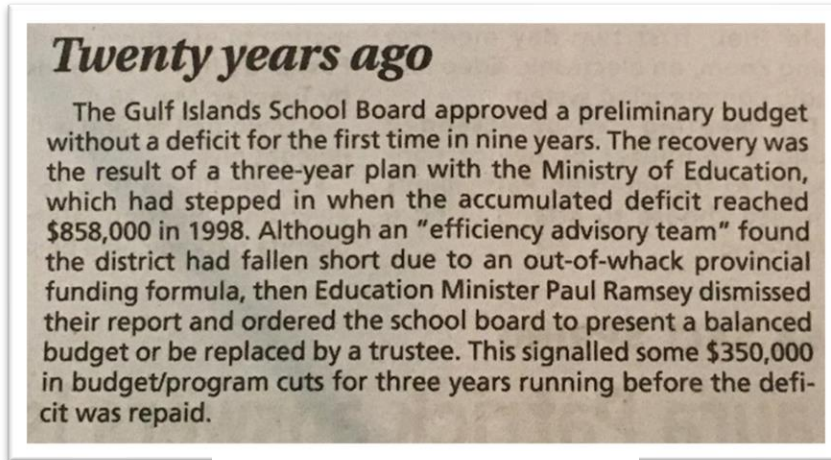 Twenty years ago
The Gulf Islands School Board approved a preliminary budget
without a deficit for the first time in nine years. The recovery was
the result of a three-year plan with the Ministry of Education,
which had stepped in when the accumulated deficit reached
$858,000 in 1998. Although an "efficiency advisory team" found
the district had fallen short due to an out-of-whack provincial
funding formula, then Education Minister Paul Ramsey dismissed
their report and ordered the school board to present a balanced
budget or be replaced by a trustee. This signalled some $350,000
in budget/program cuts for three years running before the defi-
cit was repaid.